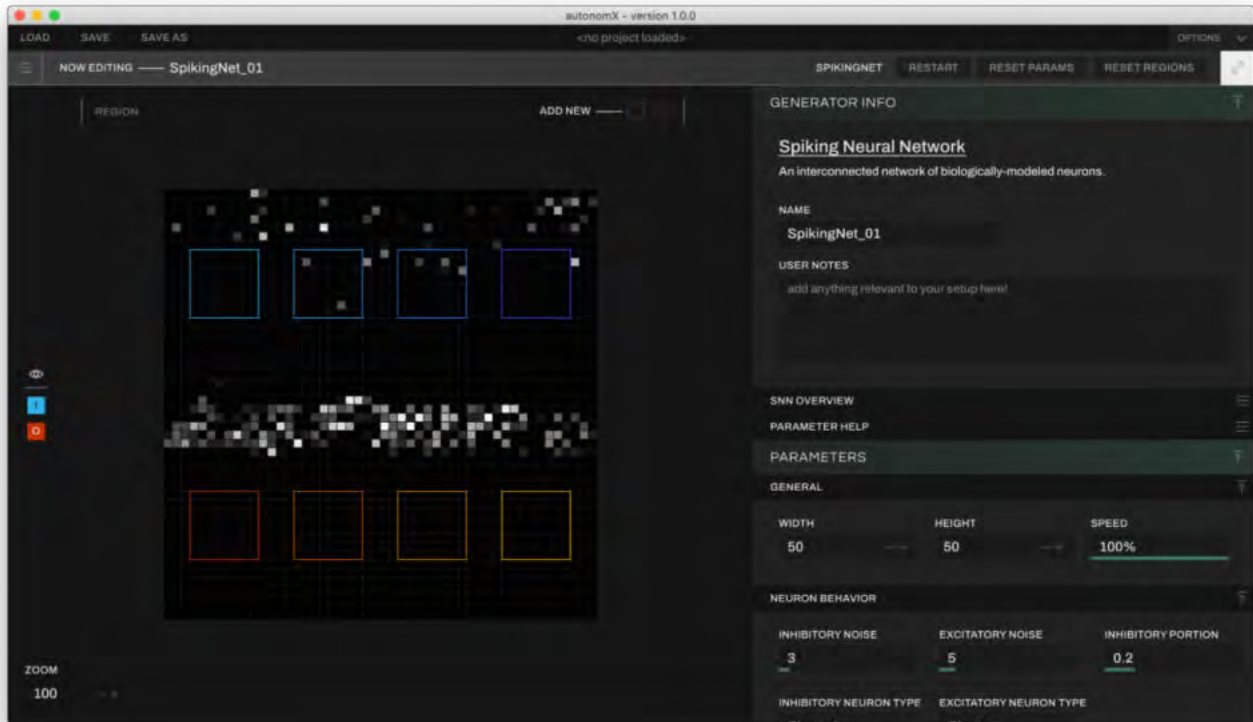 autonomX - version 1.0.0
LOAD SAVE SAVE AS <no project loaded> OPTIONS
NOW EDITING —— SpikingNet_01 SPIKINGNET RESTART RESET PARAMS RESET REGIONS
REGION ADD NEW ——
GENERATOR INFO
Spiking Neural Network
An interconnected network of biologically-modeled neurons.
NAME
SpikingNet_01
USER NOTES
add anything relevant to your setup here!
I
O
SNN OVERVIEW
PARAMETER HELP
PARAMETERS
GENERAL
WIDTH HEIGHT SPEED
50 50 100%
NEURON BEHAVIOR
INHIBITORY NOISE EXCITATORY NOISE INHIBITORY PORTION
3 5 0.2
ZOOM
100
INHIBITORY NEURON TYPE EXCITATORY NEURON TYPE